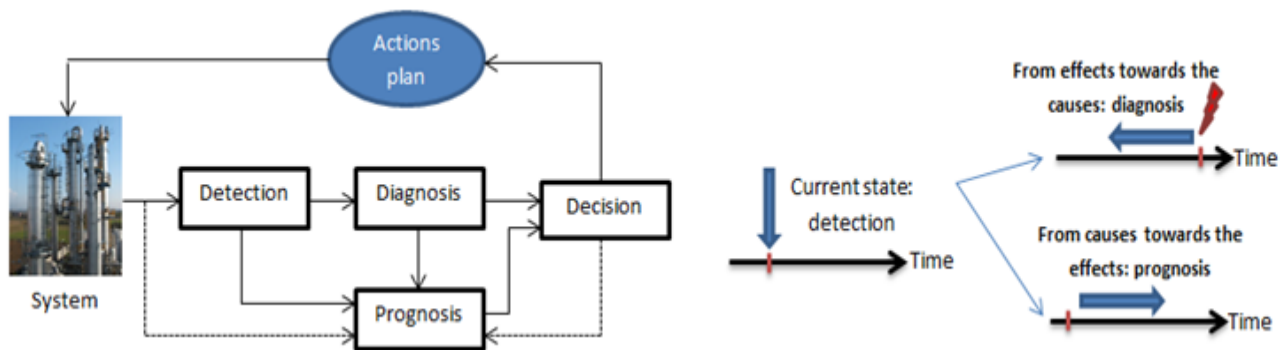 Actions
plan
Detection
Diagnosis
Decision
Prognosis
System
Current state:
detection
Time
From effects towards the
causes: diagnosis
Time
From causes towards the
effects: prognosis
Time